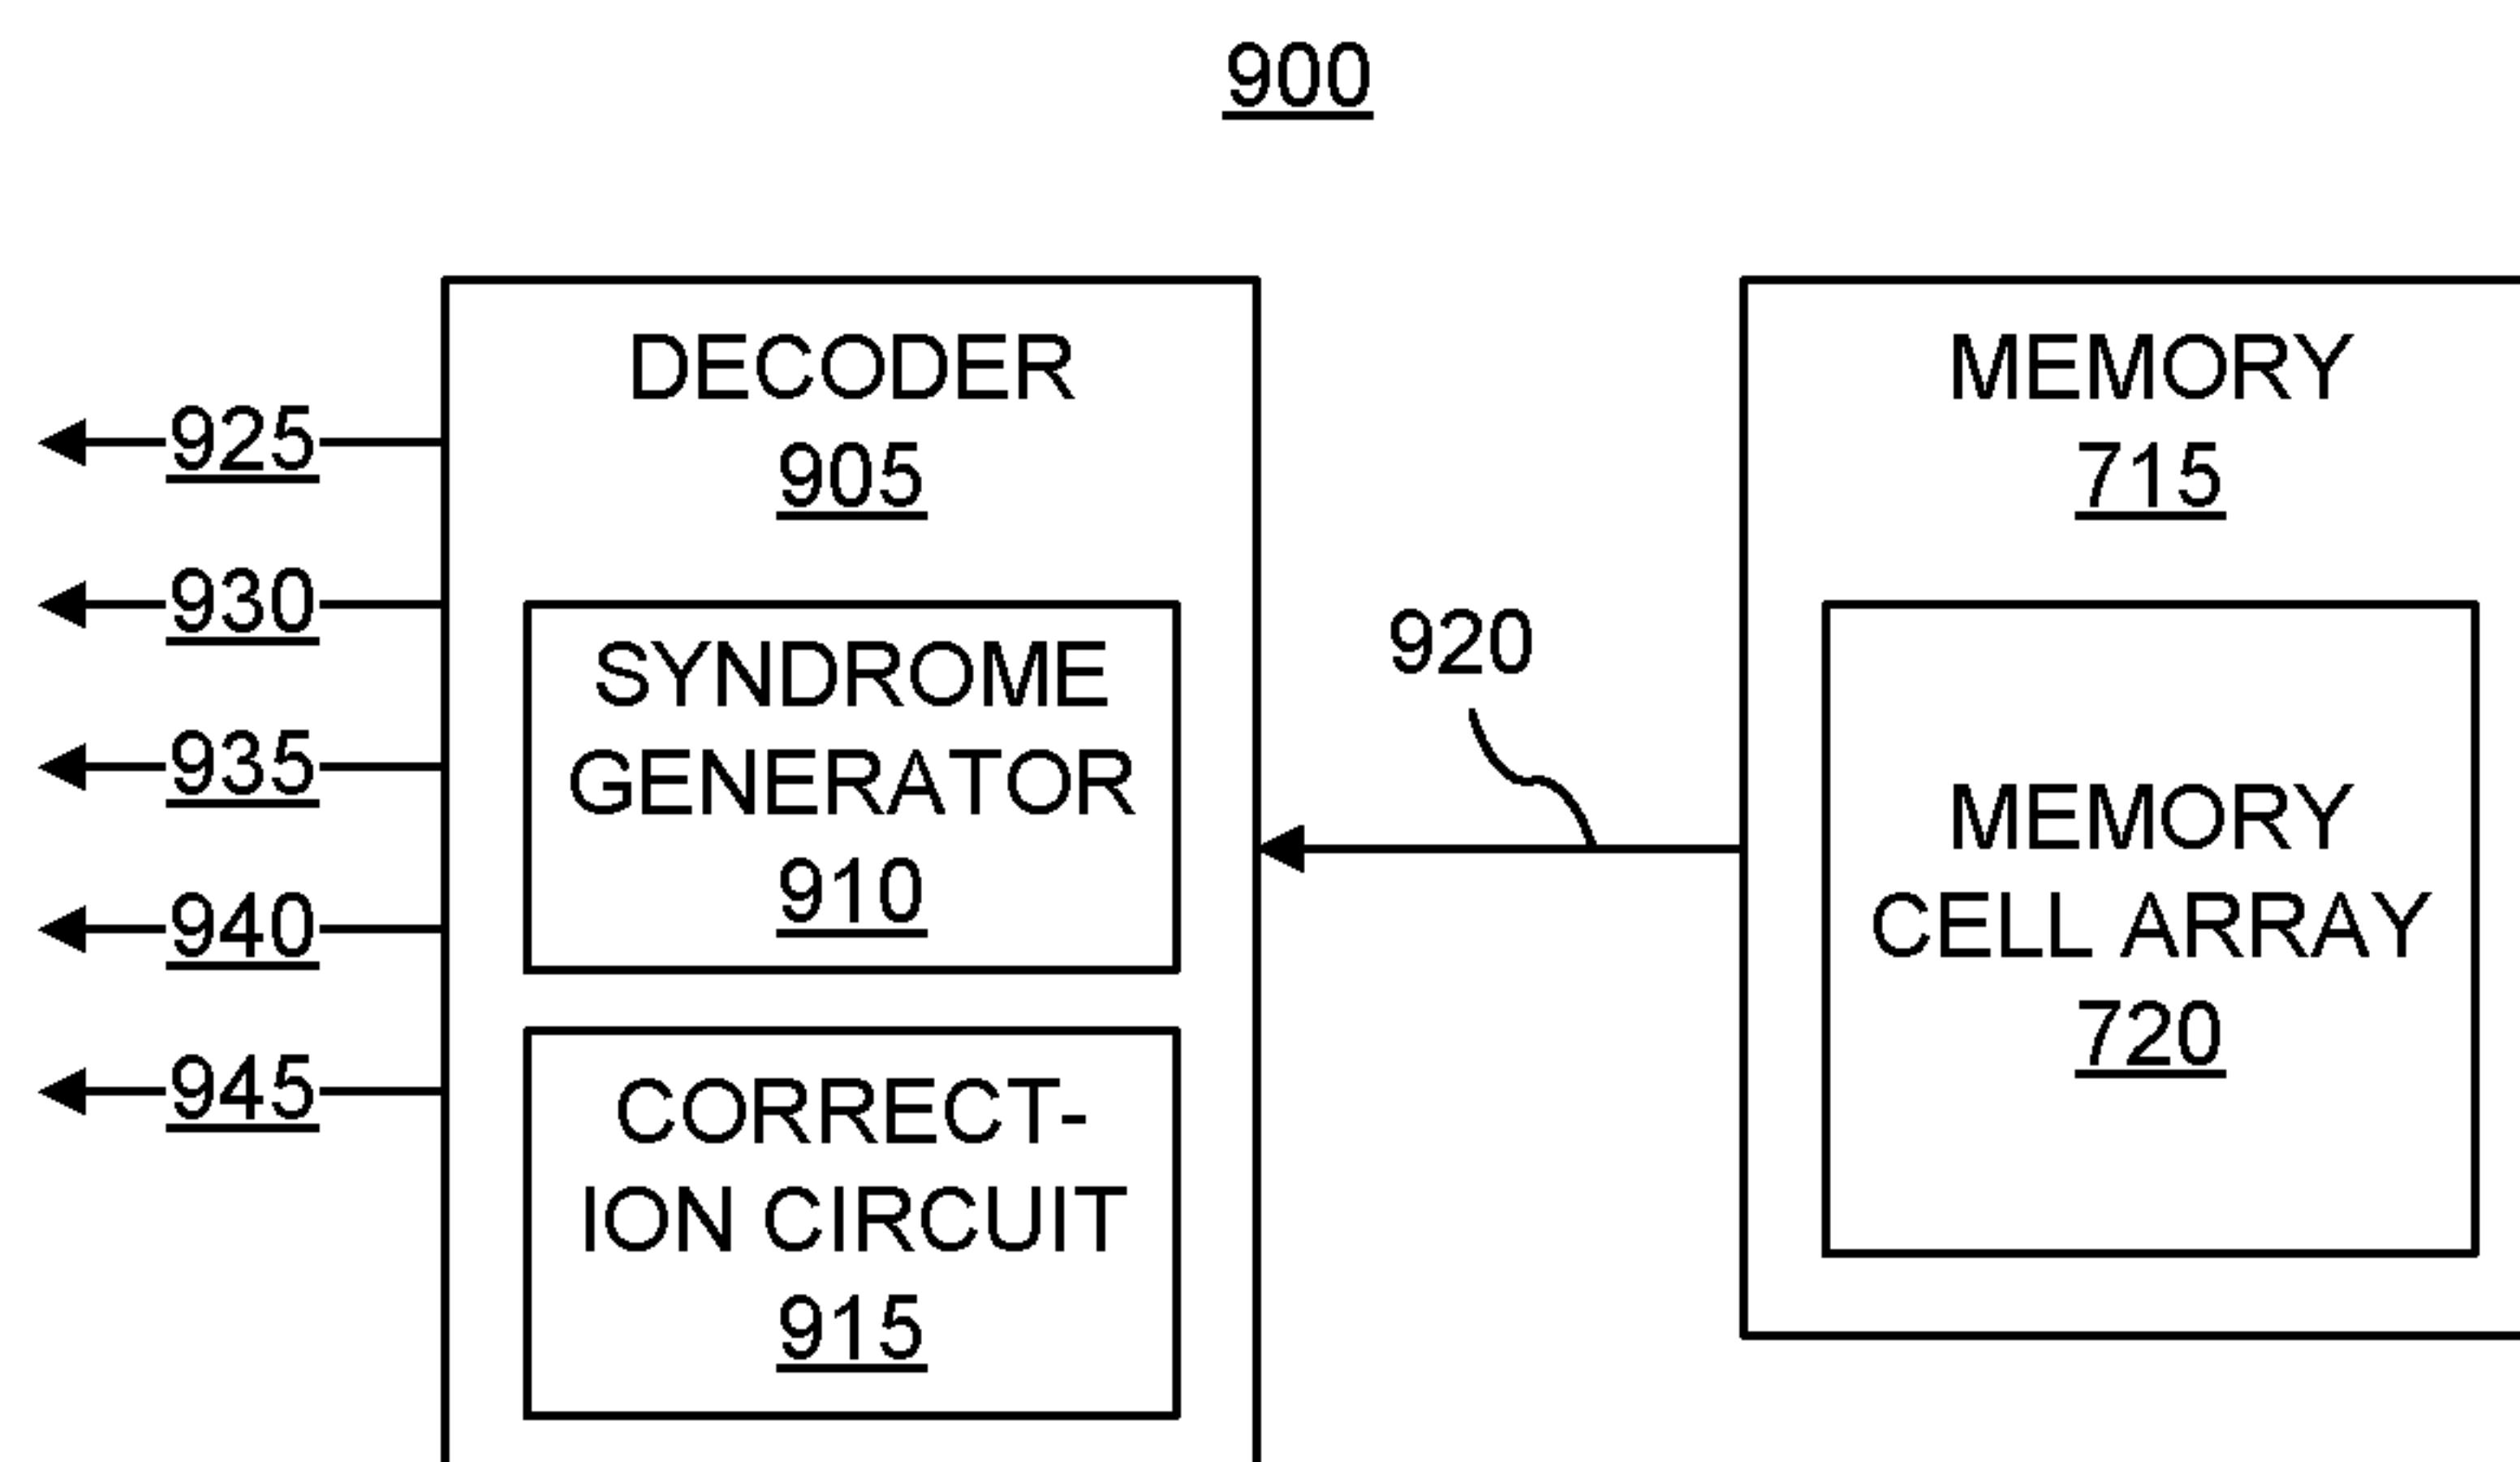 900
DECODER
905
MEMORY
715
925
930
935
940
945
SYNDROME
GENERATOR
910
CORRECT-
ION CIRCUIT
915
920
MEMORY
CELL ARRAY
720